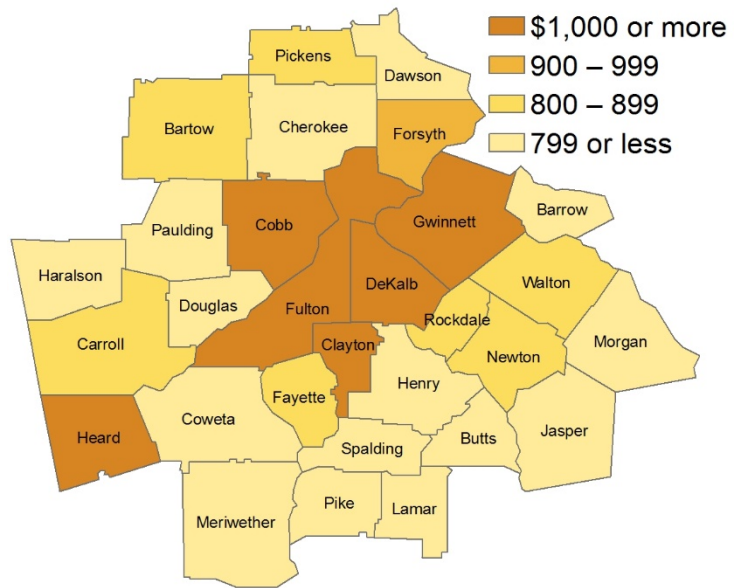 $1,000 or more
900 – 999
800 – 899
799 or less
Pickens
Dawson
Bartow
Cherokee
Forsyth
Cobb
Gwinnett
Barrow
Paulding
Haralson
Douglas
Fulton
DeKalb
Walton
Carroll
Rockdale
Clayton
Newton
Morgan
Heard
Coweta
Fayette
Henry
Spalding
Butts
Jasper
Meriwether
Pike
Lamar